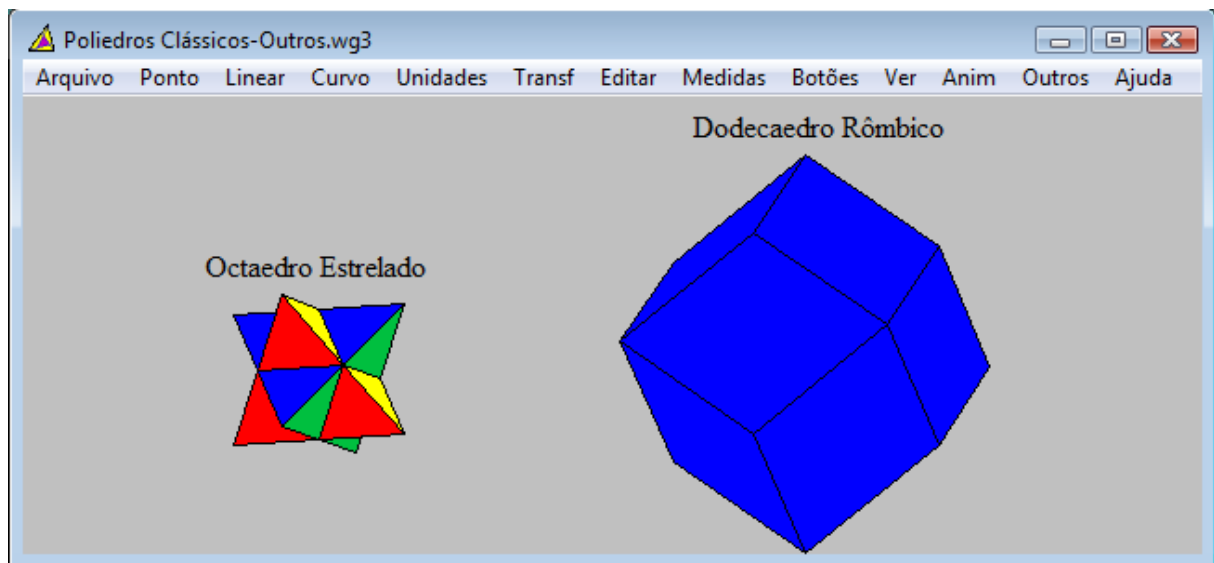 Poliedros Clássicos-Outros.wg3
Arquivo Ponto Linear Curvo Unidades Transf Editar Medidas Botões Ver Anim Outros Ajuda
Dodecaedro Rômbico
Octaedro Estrelado